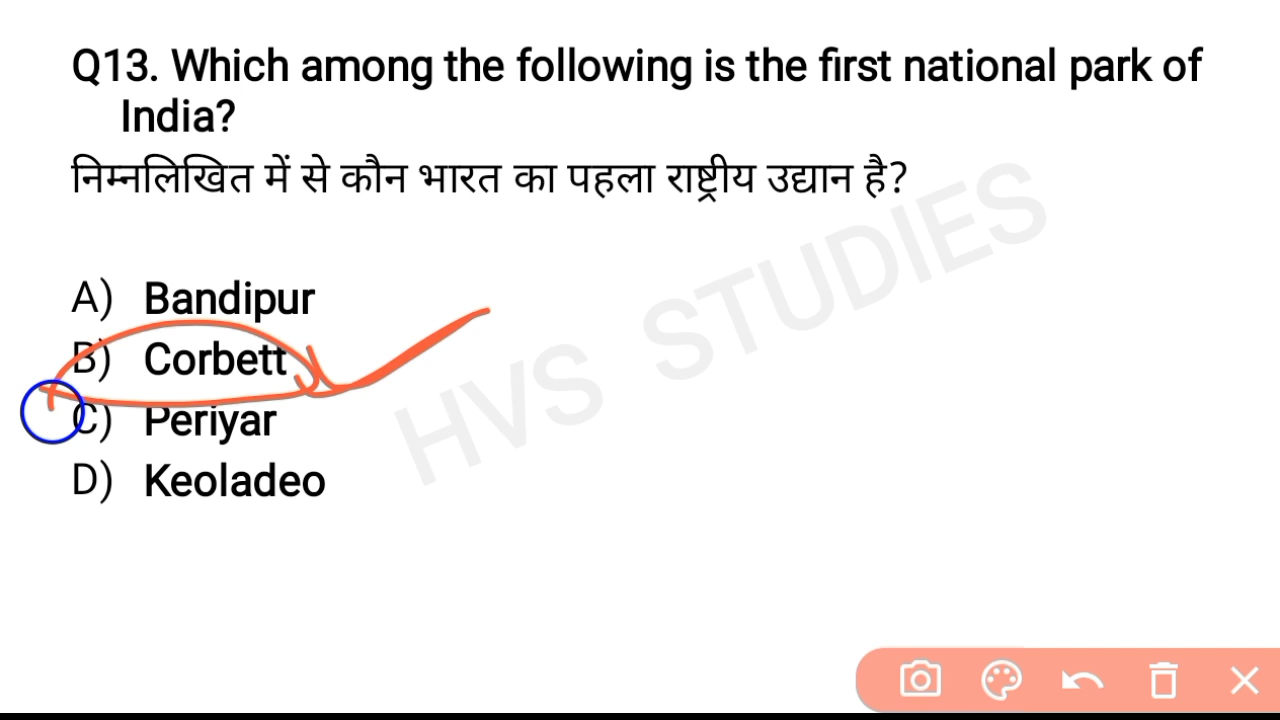 Q13. Which among the following is the first national park of
India?
निम्नलिखित में से कौन भारत का पहला राष्ट्रीय उद्यान है?
HVS STUDIES
A) Bandipur
B) Corbett
C) Periyar
D) Keoladeo